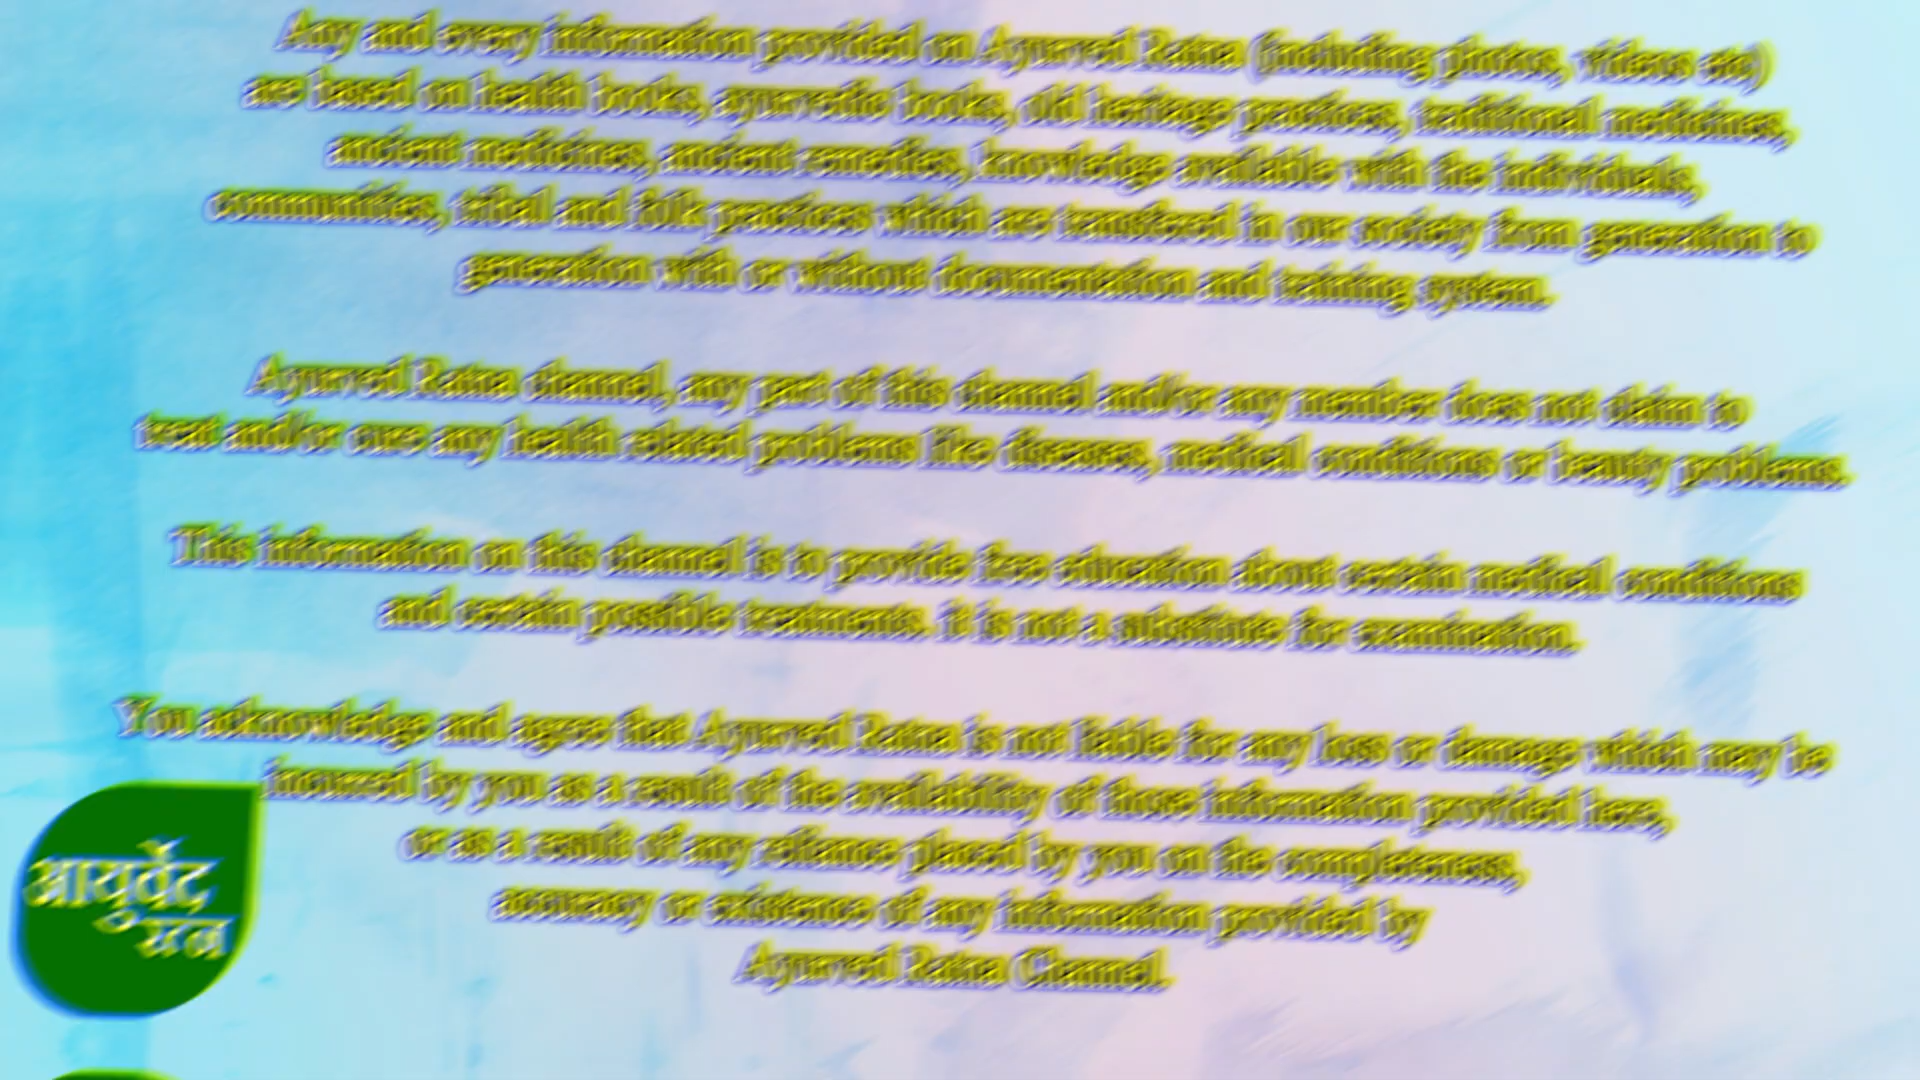 Any and every information provided on Ayurved Ratna (including photos, videos etc)
are based on health books, ayurvedic books, old heritage practices, traditional medicines,
ancient medicines, ancient remedies, knowledge available with the individuals,
communities, tribal and folk practices which are transfered in our society from generation to
generation with or without documentation and training system.
Ayurved Ratna channel, any part of this channel and/or any member does not claim to
treat and/or cure any health related problems like diseases, medical conditions or beauty problems.
This information on this channel is to provide free education about certain medical conditions
and certain possible treatments. it is not a substitute for examination.
You acknowledge and agree that Ayurved Ratna is not liable for any loss or damage which may be
incurred by you as a result of the availability of those information provided here,
or as a result of any reliance placed by you on the completeness,
accuracy or existence of any information provided by
Ayurved Ratna Channel.
आयुर्वेद
रत्न